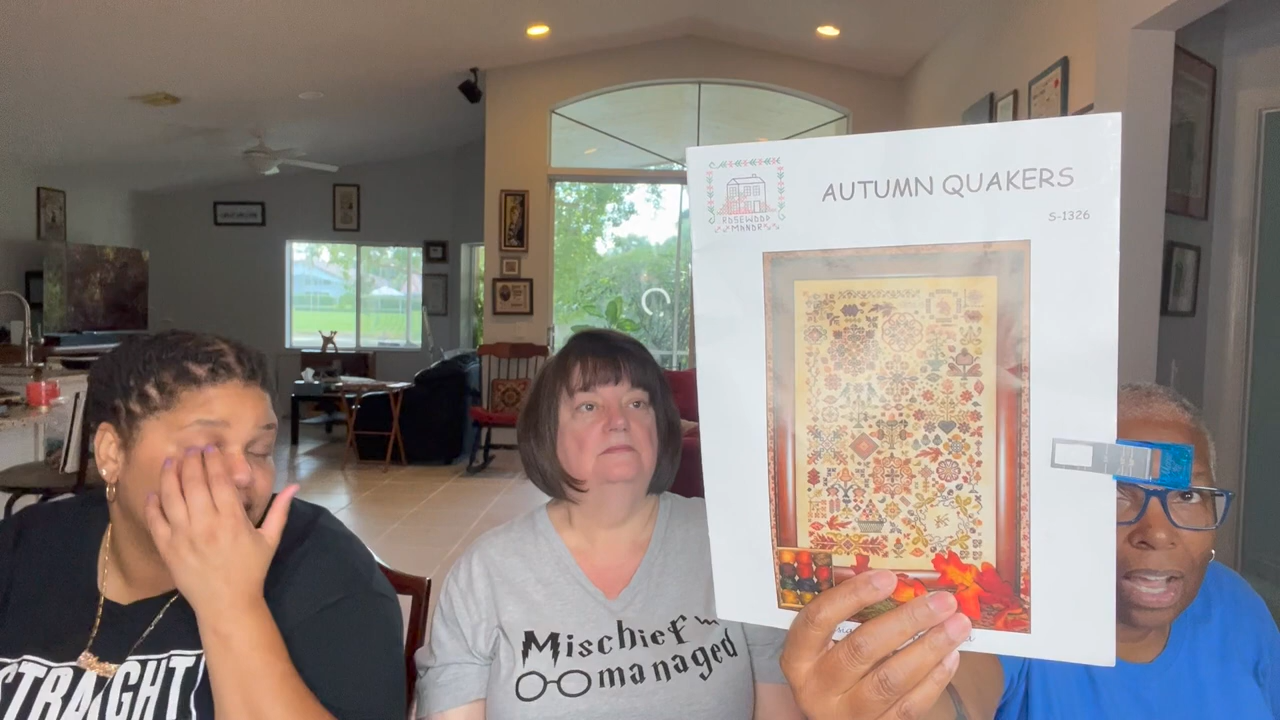 AUTUMN QUAKERS
S-1326
ROSEWOOD
MANOR
Mischief
managed
STRAIGHT